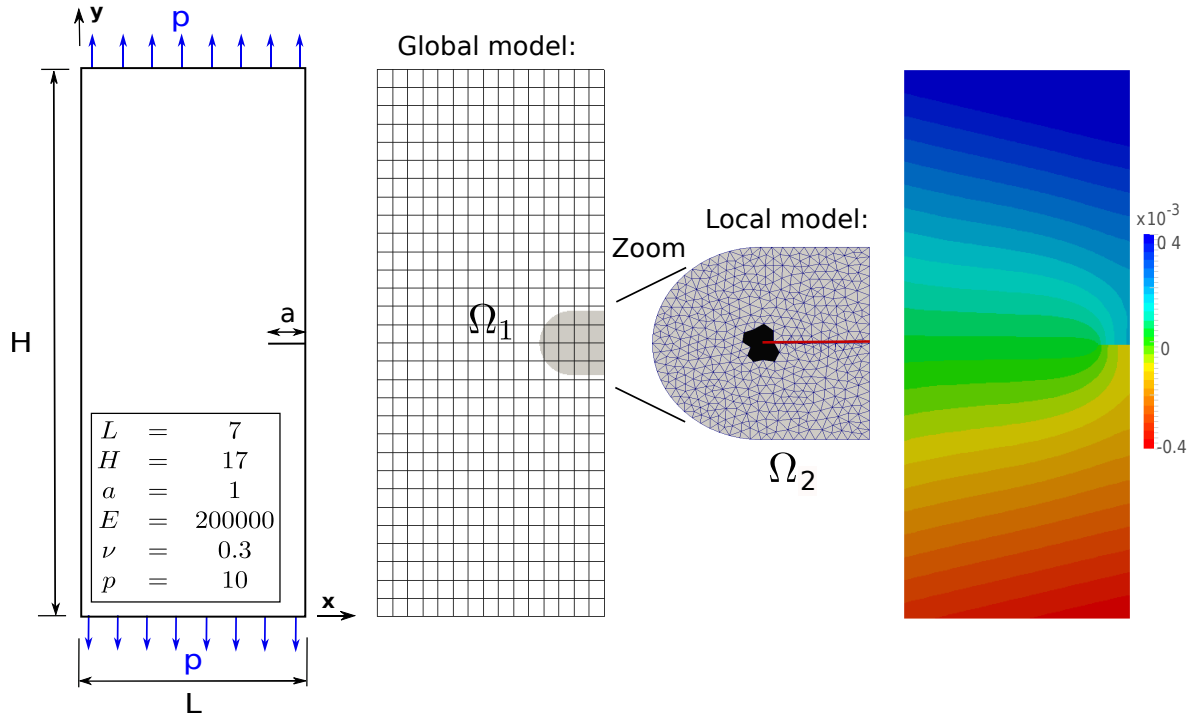 y
p
H
a
L = 7
H = 17
a = 1
E = 200000
ν = 0.3
p = 10
x
p
L
Global model:
Ω1
Zoom
Local model:
Ω2
x10-3
0 4
0
-0.4